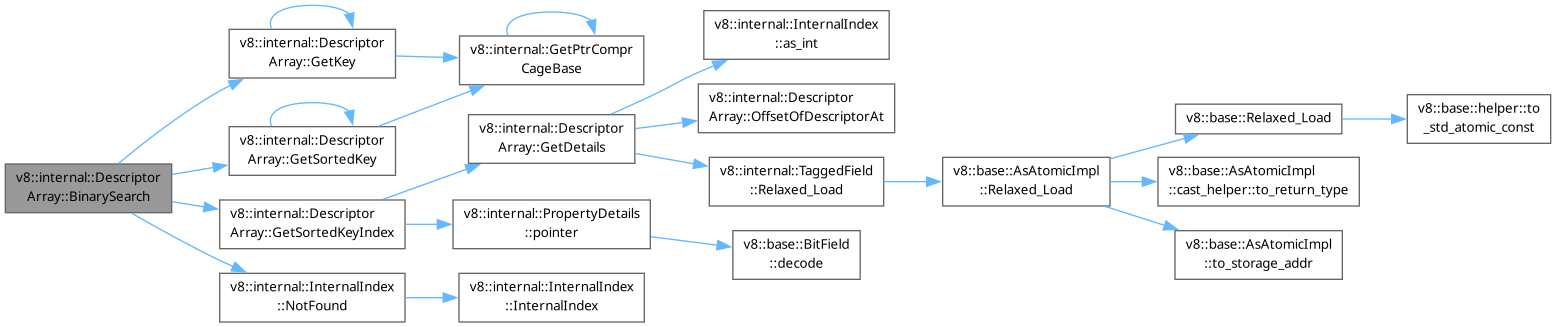 v8::internal::Descriptor
Array::BinarySearch
v8::internal::Descriptor
Array::GetKey
v8::internal::GetPtrCompr
CageBase
v8::internal::Descriptor
Array::GetSortedKey
v8::internal::Descriptor
Array::GetSortedKeyIndex
v8::internal::InternalIndex
::NotFound
v8::internal::Descriptor
Array::GetDetails
v8::internal::PropertyDetails
::pointer
v8::internal::InternalIndex
::InternalIndex
v8::internal::InternalIndex
::as_int
v8::internal::Descriptor
Array::OffsetOfDescriptorAt
v8::internal::TaggedField
::Relaxed_Load
v8::base::BitField
::decode
v8::base::AsAtomicImpl
::Relaxed_Load
v8::base::Relaxed_Load
v8::base::AsAtomicImpl
::cast_helper::to_return_type
v8::base::AsAtomicImpl
::to_storage_addr
v8::base::helper::to
_std_atomic_const